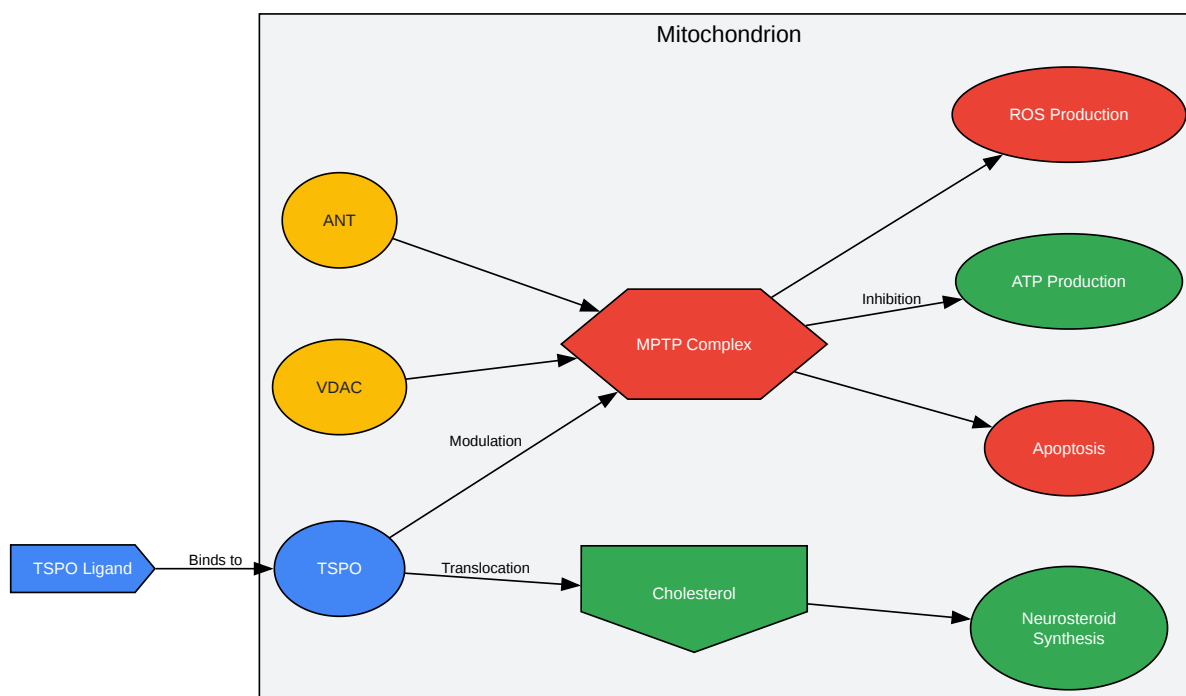 Mitochondrion
ROS Production
ANT
ATP Production
Inhibition
MPTP Complex
VDAC
Modulation
Apoptosis
TSPO Ligand
Binds to
TSPO
Translocation
Cholesterol
Neurosteroid
Synthesis